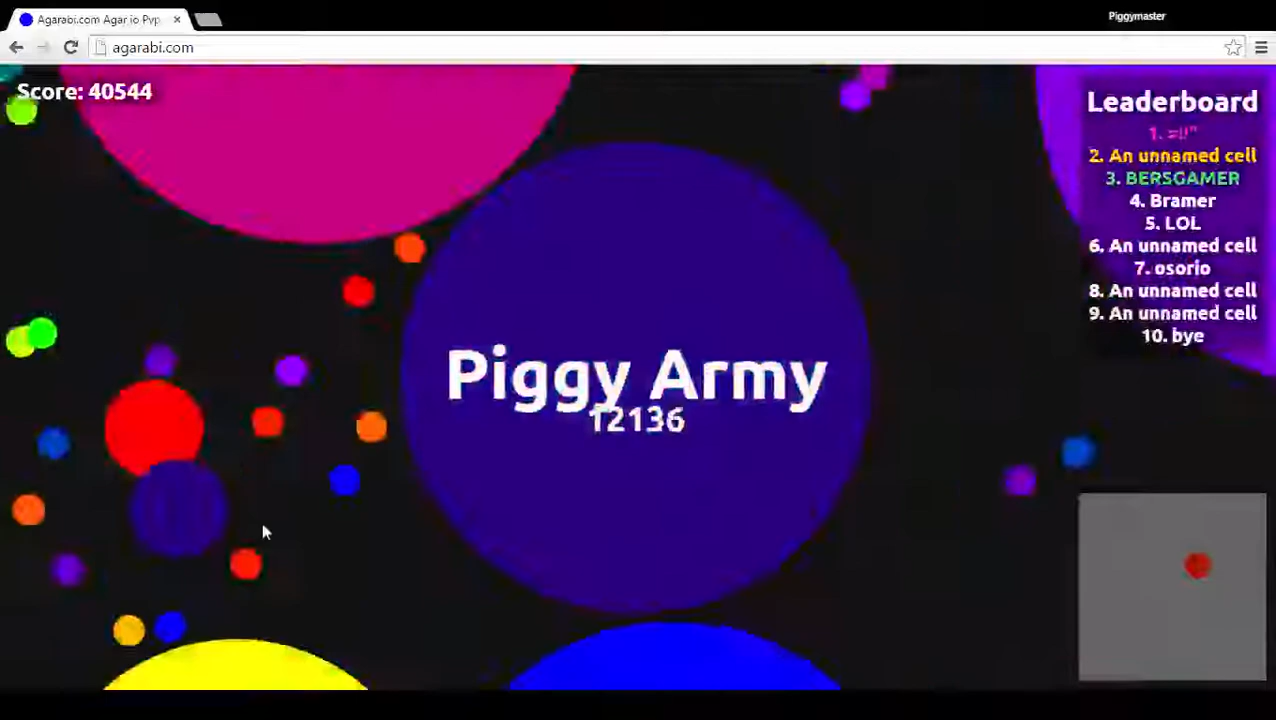 Agarabi.com Agar io Pvp
Piggymaster
agarabi.com
Score: 40544
Leaderboard
1. =!!"
2. An unnamed cell
3. BERSGAMER
4. Bramer
5. LOL
6. An unnamed cell
7. osorio
8. An unnamed cell
9. An unnamed cell
10. bye
Piggy Army
12136